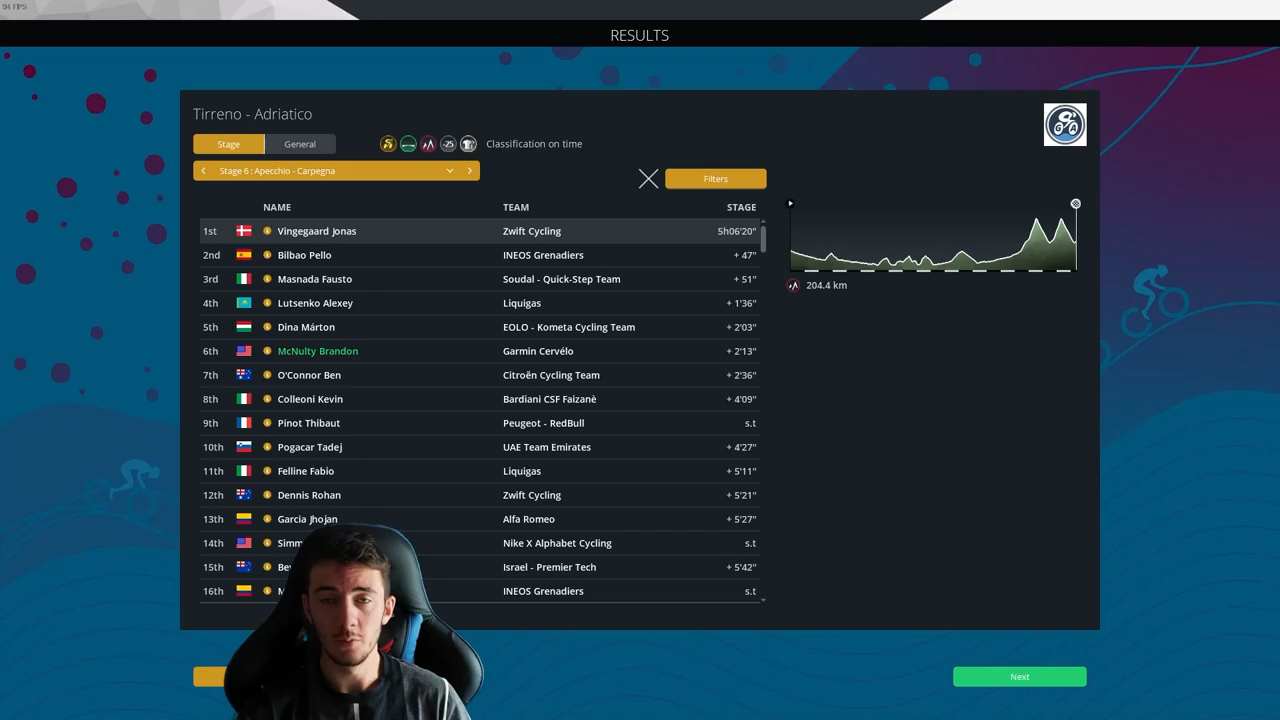 94 FPS
RESULTS
Tirreno - Adriatico
Stage General -25 Classification on time
Stage 6 : Apecchio - Carpegna
Filters
NAME TEAM STAGE
1st Vingegaard Jonas Zwift Cycling 5h06'20"
2nd Bilbao Pello INEOS Grenadiers + 47"
3rd Masnada Fausto Soudal - Quick-Step Team + 51"
4th Lutsenko Alexey Liquigas + 1'36"
5th Dina Márton EOLO - Kometa Cycling Team + 2'03"
6th McNulty Brandon Garmin Cervélo + 2'13"
7th O'Connor Ben Citroën Cycling Team + 2'36"
8th Colleoni Kevin Bardiani CSF Faizanè + 4'09"
9th Pinot Thibaut Peugeot - RedBull s.t
10th Pogacar Tadej UAE Team Emirates + 4'27"
11th Felline Fabio Liquigas + 5'11"
12th Dennis Rohan Zwift Cycling + 5'21"
13th Garcia Jhojan Alfa Romeo + 5'27"
14th Simm Nike X Alphabet Cycling s.t
15th Be Israel - Premier Tech + 5'42"
16th M INEOS Grenadiers s.t
204.4 km
Next